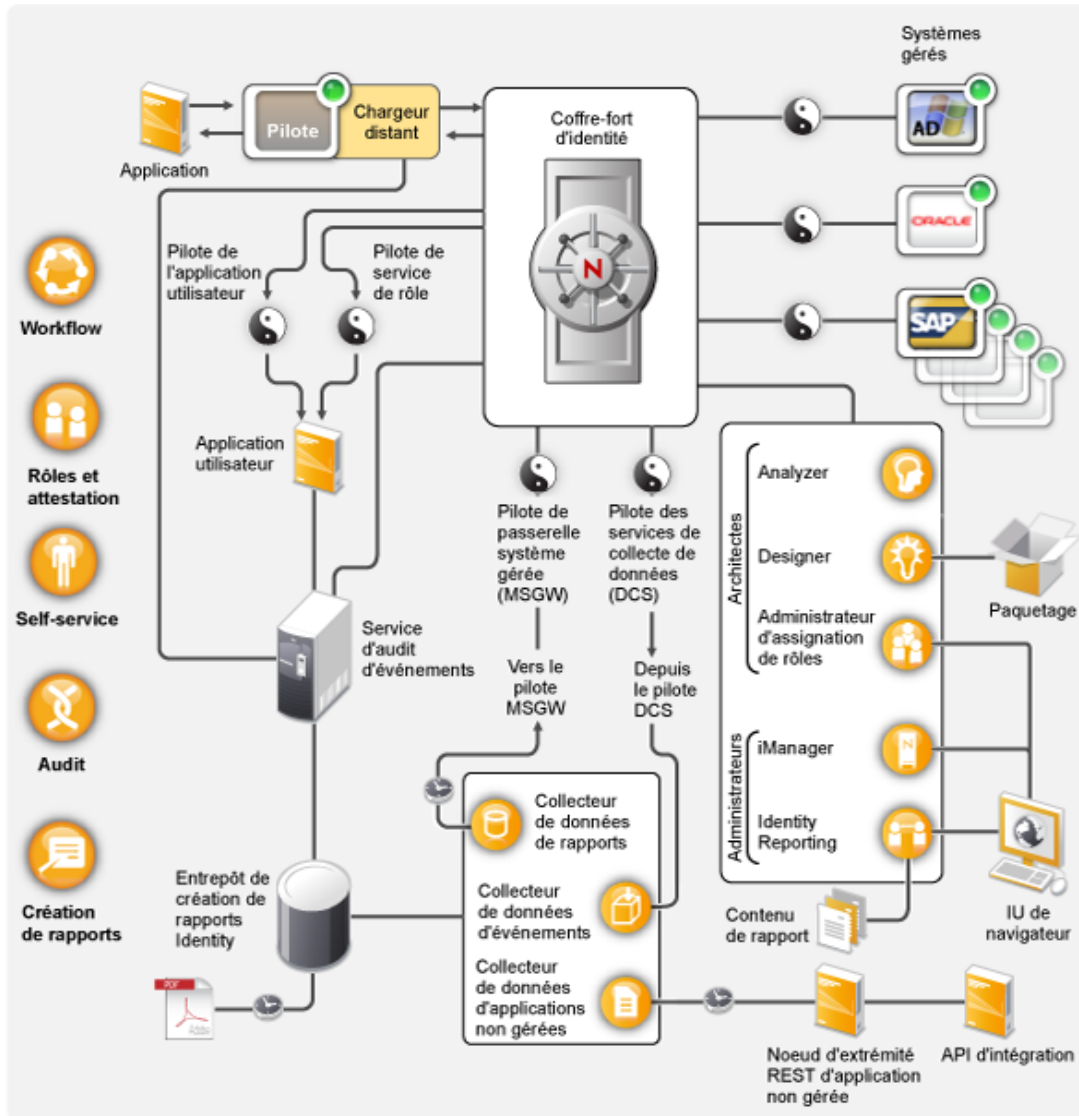 Systèmes
gérés
Pilote
Chargeur
distant
Application
Coffre-fort
d'identité
N
AD
ORACLE
SAP
Pilote de
l'application
utilisateur
Pilote de
service
de rôle
Workflow
Rôles et
attestation
Self-service
Audit
Création
de rapports
Application
utilisateur
Service
d'audit
d'événements
Pilote de
passerelle
système
gérée
(MSGW)
Pilote des
services de
collecte de
données
(DCS)
Vers le
pilote
MSGW
Depuis
le pilote
DCS
Architectes
Analyzer
Designer
Administrateur
d'assignation
de rôles
Paquetage
Administrateurs
iManager
N
Identity
Reporting
Contenu
de rapport
IU de
navigateur
Collecteur
de données
de rapports
Collecteur
de données
d'événements
Collecteur
de données
d'applications
non gérées
Entrepôt de
création de
rapports
Identity
PDF
Adobe
Noeud d'extrémité
REST d'application
non gérée
API d'intégration